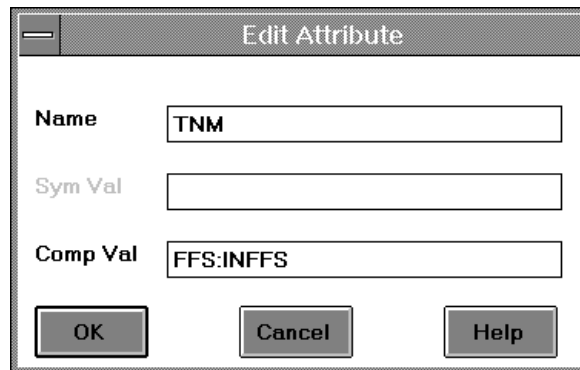 Edit Attribute
Name TNM
Sym Val
Comp Val FFS:INFFS
OK Cancel Help